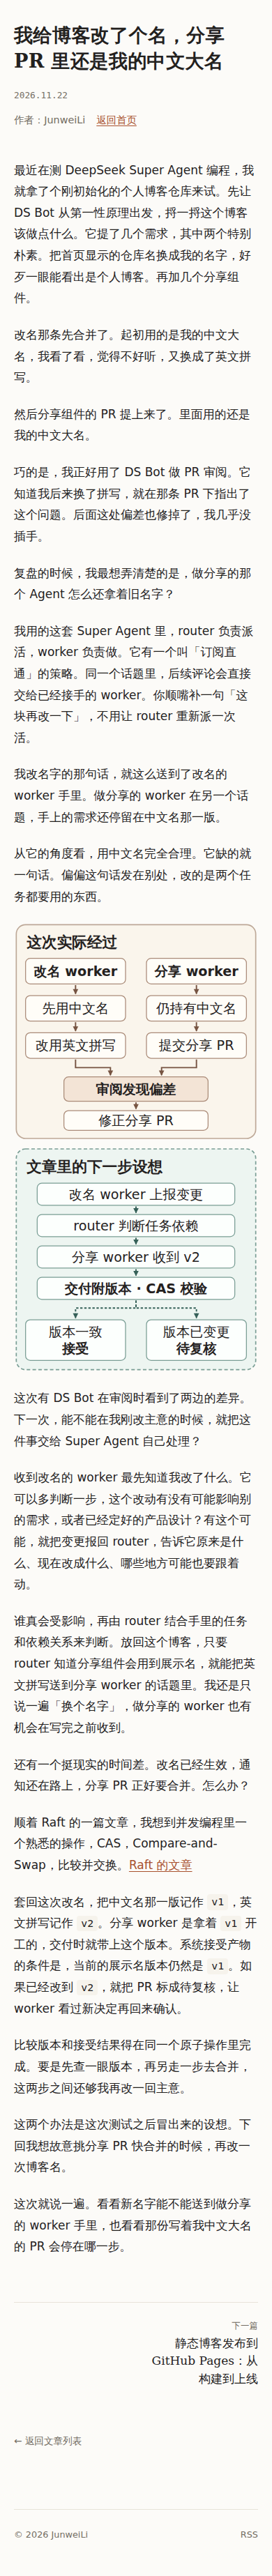 我给博客改了个名，分享
PR 里还是我的中文大名
2026.11.22
作者：JunweiLi 返回首页
最近在测 DeepSeek Super Agent 编程，我
就拿了个刚初始化的个人博客仓库来试。先让
DS Bot 从第一性原理出发，捋一捋这个博客
该做点什么。它提了几个需求，其中两个特别
朴素。把首页显示的仓名换成我的名字，好
歹一眼能看出是个人博客。再加几个分享组
件。
改名那条先合并了。起初用的是我的中文大
名，我看了看，觉得不好听，又换成了英文拼
写。
然后分享组件的 PR 提上来了。里面用的还是
我的中文大名。
巧的是，我正好用了 DS Bot 做 PR 审阅。它
知道我后来换了拼写，就在那条 PR 下指出了
这个问题。后面这处偏差也修掉了，我几乎没
插手。
复盘的时候，我最想弄清楚的是，做分享的那
个 Agent 怎么还拿着旧名字？
我用的这套 Super Agent 里，router 负责派
活，worker 负责做。它有一个叫「订阅直
通」的策略。同一个话题里，后续评论会直接
交给已经接手的 worker。你顺嘴补一句「这
块再改一下」，不用让 router 重新派一次
活。
我改名字的那句话，就这么送到了改名的
worker 手里。做分享的 worker 在另一个话
题，手上的需求还停留在中文名那一版。
从它的角度看，用中文名完全合理。它缺的就
一句话。偏偏这句话发在别处，改的是两个任
务都要用的东西。
这次实际经过
改名 worker 分享 worker
先用中文名 仍持有中文名
改用英文拼写 提交分享 PR
审阅发现偏差
修正分享 PR
文章里的下一步设想
改名 worker 上报变更
router 判断任务依赖
分享 worker 收到 v2
交付附版本 · CAS 校验
版本一致 版本已变更
接受 待复核
这次有 DS Bot 在审阅时看到了两边的差异。
下一次，能不能在我刚改主意的时候，就把这
件事交给 Super Agent 自己处理？
收到改名的 worker 最先知道我改了什么。它
可以多判断一步，这个改动有没有可能影响别
的需求，或者已经定好的产品设计？有这个可
能，就把变更报回 router，告诉它原来是什
么、现在改成什么、哪些地方可能也要跟着
动。
谁真会受影响，再由 router 结合手里的任务
和依赖关系来判断。放回这个博客，只要
router 知道分享组件会用到展示名，就能把英
文拼写送到分享 worker 的话题里。我还是只
说一遍「换个名字」，做分享的 worker 也有
机会在写完之前收到。
还有一个挺现实的时间差。改名已经生效，通
知还在路上，分享 PR 正好要合并。怎么办？
顺着 Raft 的一篇文章，我想到并发编程里一
个熟悉的操作，CAS，Compare-and-
Swap，比较并交换。Raft 的文章
套回这次改名，把中文名那一版记作 v1，英
文拼写记作 v2。分享 worker 是拿着 v1 开
工的，交付时就带上这个版本。系统接受产物
的条件是，当前的展示名版本仍然是 v1。如
果已经改到 v2，就把 PR 标成待复核，让
worker 看过新决定再回来确认。
比较版本和接受结果得在同一个原子操作里完
成。要是先查一眼版本，再另走一步去合并，
这两步之间还够我再改一回主意。
这两个办法是这次测试之后冒出来的设想。下
回我想故意挑分享 PR 快合并的时候，再改一
次博客名。
这次就说一遍。看看新名字能不能送到做分享
的 worker 手里，也看看那份写着我中文大名
的 PR 会停在哪一步。
下一篇
静态博客发布到
GitHub Pages：从
构建到上线
← 返回文章列表
© 2026 JunweiLi RSS